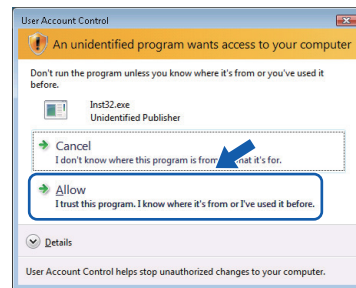 User Account Control
An unidentified program wants access to your computer
Don't run the program unless you know where it's from or you've used it
before.
Inst32.exe
Unidentified Publisher
Cancel
I don't know where this program is from hat it's for.
Allow
I trust this program. I know where it's from or I've used it before.
Details
User Account Control helps stop unauthorized changes to your computer.